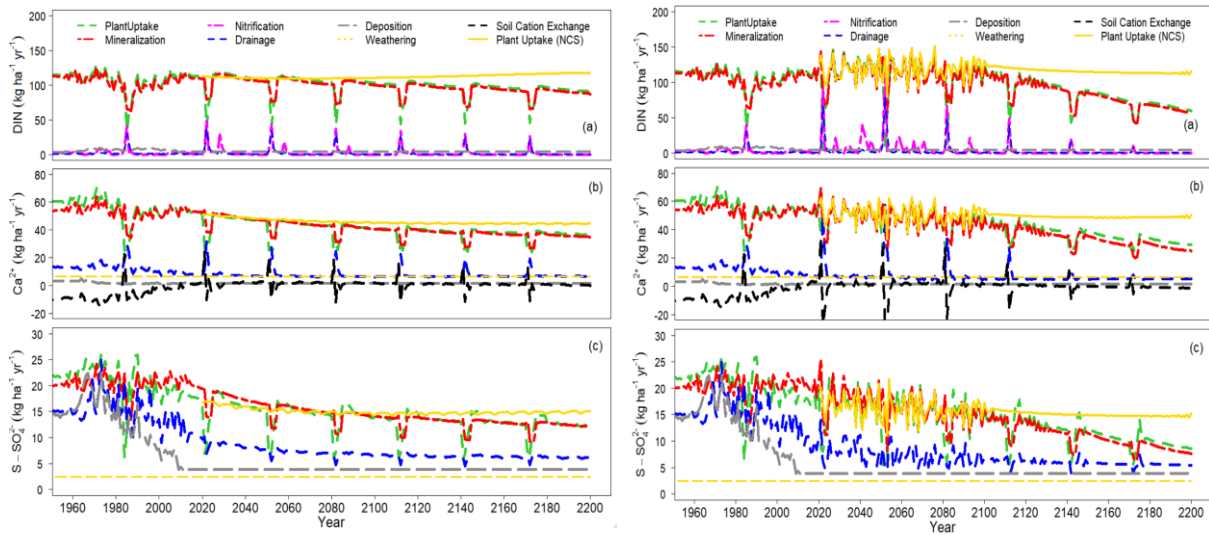 PlantUptake Nitrification Deposition Soil Cation Exchange
Mineralization Drainage Weathering Plant Uptake (NCS)
DIN (kg ha⁻¹ yr⁻¹)
200
150
100
50
0
(a)
Ca²⁺ (kg ha⁻¹ yr⁻¹)
80
60
40
20
0
-20
(b)
S – SO₄²⁻ (kg ha⁻¹ yr⁻¹)
30
25
20
15
10
5
0
(c)
1960 1980 2000 2020 2040 2060 2080 2100 2120 2140 2160 2180 2200
Year
PlantUptake Nitrification Deposition Soil Cation Exchange
Mineralization Drainage Weathering Plant Uptake (NCS)
DIN (kg ha⁻¹ yr⁻¹)
200
150
100
50
0
(a)
Ca²⁺ (kg ha⁻¹ yr⁻¹)
80
60
40
20
0
-20
(b)
S – SO₄²⁻ (kg ha⁻¹ yr⁻¹)
30
25
20
15
10
5
0
(c)
1960 1980 2000 2020 2040 2060 2080 2100 2120 2140 2160 2180 2200
Year